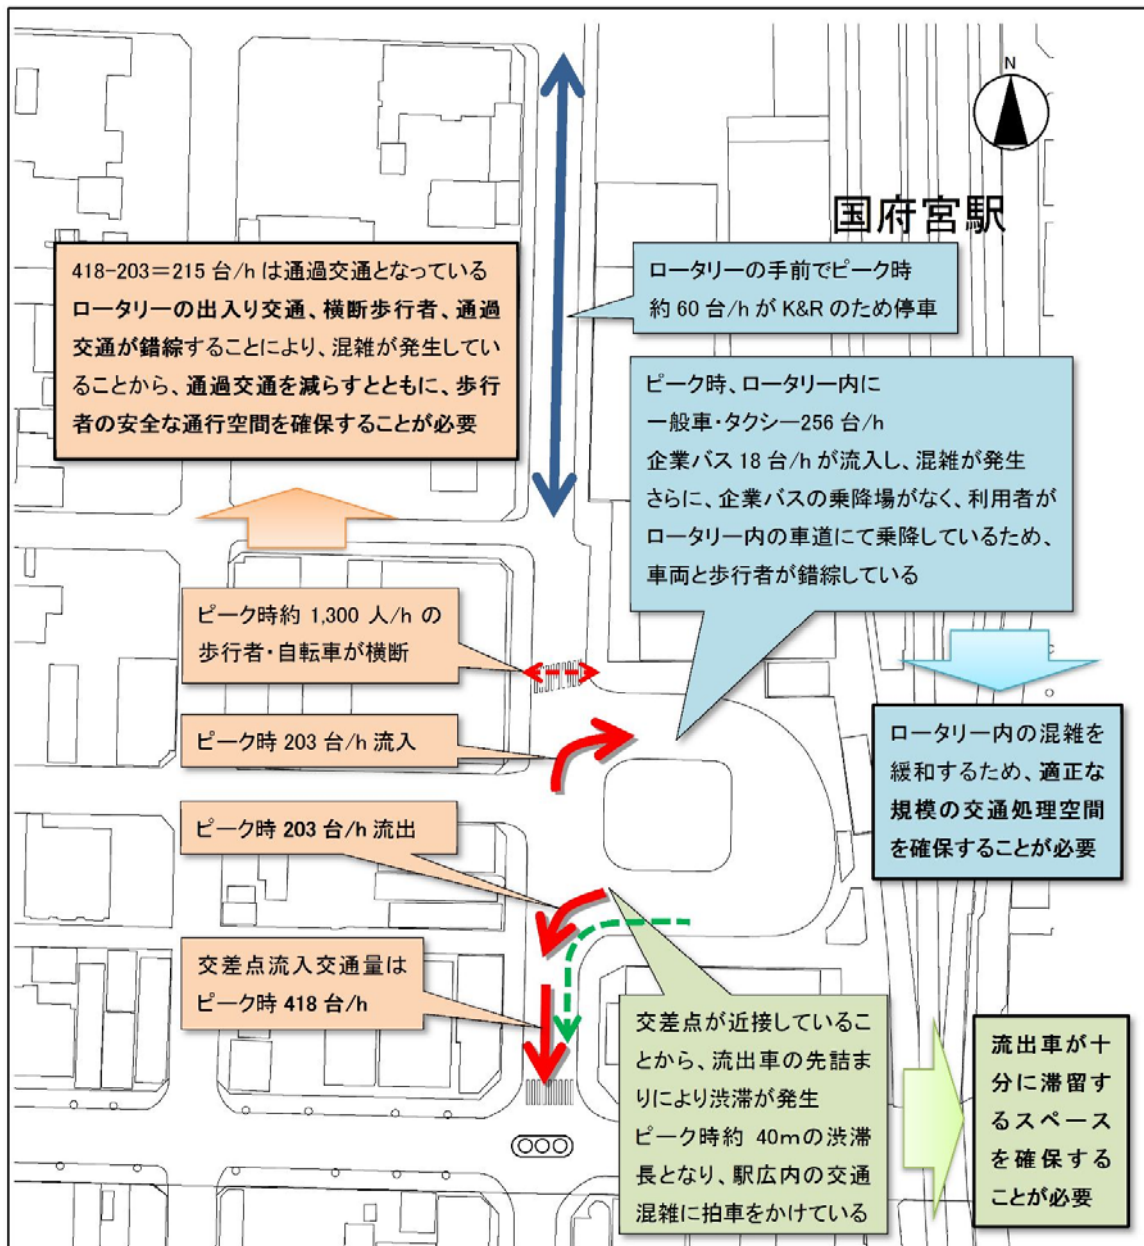 N
国府宮駅
418-203＝215 台/h は通過交通となっている
ロータリーの出入り交通、横断歩行者、通過
交通が錯綜することにより、混雑が発生してい
ることから、通過交通を減らすとともに、歩行
者の安全な通行空間を確保することが必要
ロータリーの手前でピーク時
約 60 台/h が K&R のため停車
ピーク時、ロータリー内に
一般車・タクシー256 台/h
企業バス 18 台/h が流入し、混雑が発生
さらに、企業バスの乗降場がなく、利用者が
ロータリー内の車道にて乗降しているため、
車両と歩行者が錯綜している
ピーク時約 1,300 人/h の
歩行者・自転車が横断
ピーク時 203 台/h 流入
ピーク時 203 台/h 流出
交差点流入交通量は
ピーク時 418 台/h
ロータリー内の混雑を
緩和するため、適正な
規模の交通処理空間
を確保することが必要
交差点が近接しているこ
とから、流出車の先詰ま
りにより渋滞が発生
ピーク時約 40ｍの渋滞
長となり、駅広内の交通
混雑に拍車をかけている
流出車が十
分に滞留す
るスペース
を確保する
ことが必要